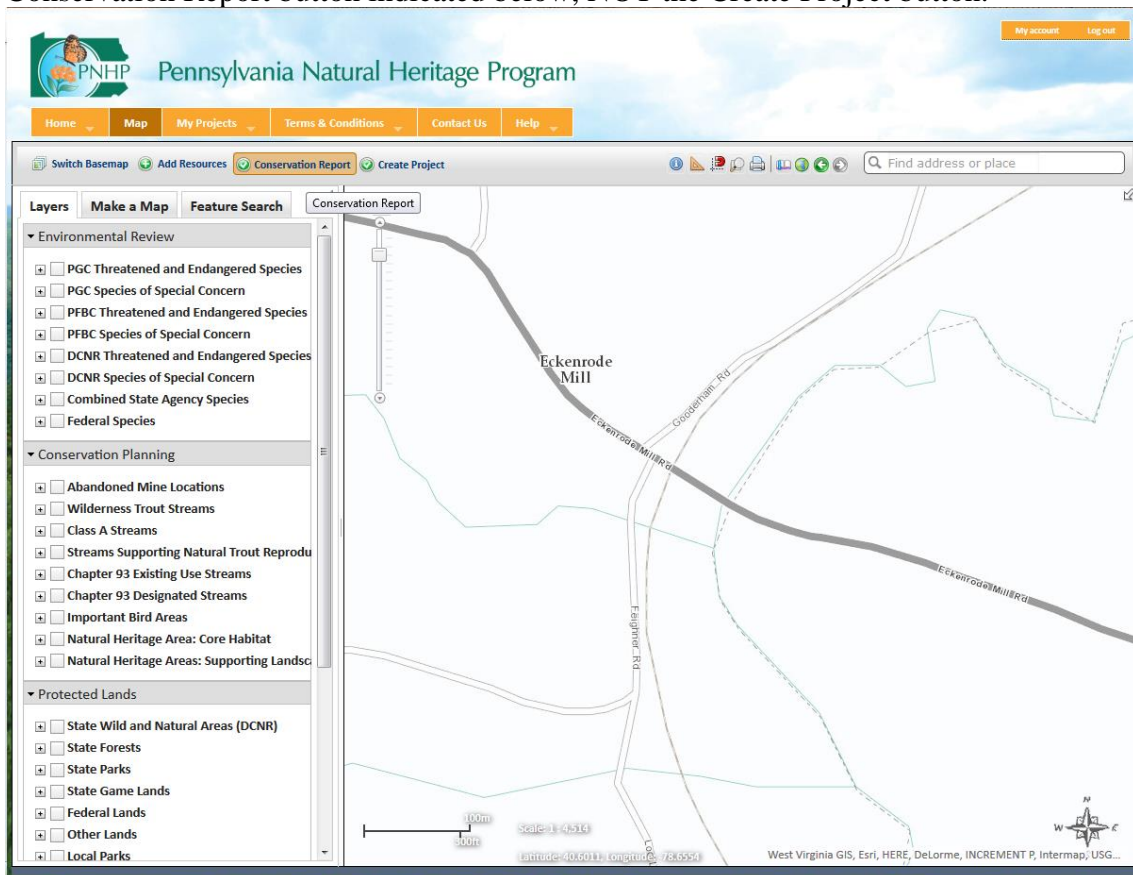 Conservation Report button indicated below, NOT the Create Project button.
My account Log out
PNHP Pennsylvania Natural Heritage Program
Home Map My Projects Terms & Conditions Contact Us Help
Switch Basemap Add Resources Conservation Report Create Project Find address or place
Layers Make a Map Feature Search Conservation Report
Environmental Review
PGC Threatened and Endangered Species
PGC Species of Special Concern
PFBC Threatened and Endangered Species
PFBC Species of Special Concern
DCNR Threatened and Endangered Species
DCNR Species of Special Concern
Combined State Agency Species
Federal Species
Conservation Planning
Abandoned Mine Locations
Wilderness Trout Streams
Class A Streams
Streams Supporting Natural Trout Reprodu
Chapter 93 Existing Use Streams
Chapter 93 Designated Streams
Important Bird Areas
Natural Heritage Area: Core Habitat
Natural Heritage Areas: Supporting Landsc
Protected Lands
State Wild and Natural Areas (DCNR)
State Forests
State Parks
State Game Lands
Federal Lands
Other Lands
Local Parks
Eckenrode
Mill
Gooderham Rd
Eckenrode Mill Rd
Eckenrode Mill Rd
Feighner Rd
100m
300ft
Scale: 1 : 4,514
Latitude: 40.6011, Longitude: -78.6554
N
W E
West Virginia GIS, Esri, HERE, DeLorme, INCREMENT P, Intermap, USG...